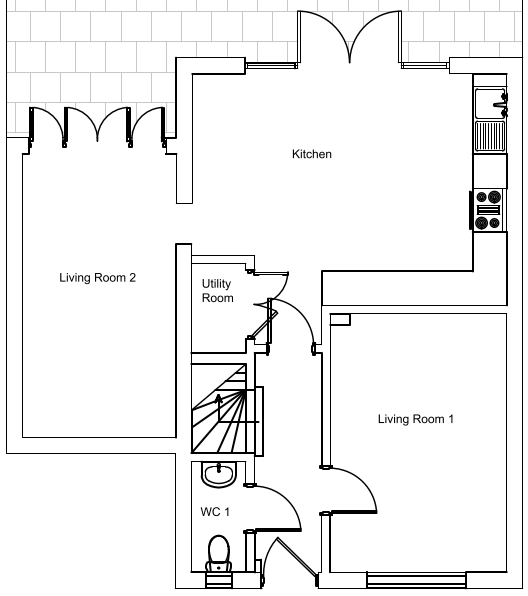 Kitchen
Living Room 2
Utility
Room
Living Room 1
WC 1